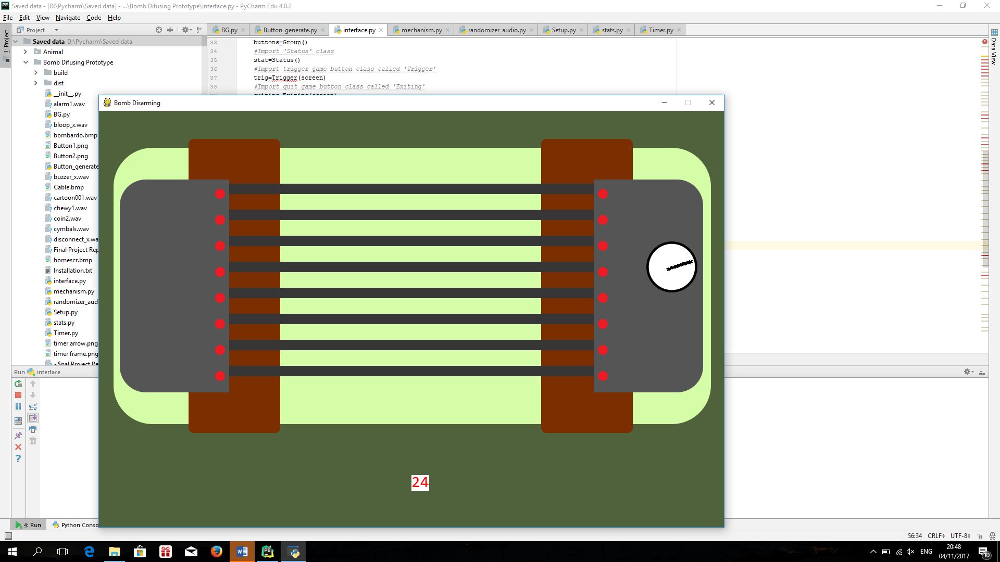 Saved data - [D:\Pycharm\Saved data] - ...\Bomb Difusing Prototype\interface.py - PyCharm Edu 4.0.2
File Edit View Navigate Code Help
Project
BG.py Button_generate.py interface.py mechanism.py randomizer_audio.py Setup.py stats.py Timer.py
1: Project
Data View
Saved data D:\Pycharm\Saved data
Animal
Bomb Difusing Prototype
build
dist
__init__.py
alarm1.wav
BG.py
bloop_x.wav
bombardo.bmp
Button1.png
Button2.png
Button_generate
buzzer_x.wav
Cable.bmp
cartoon001.wav
chewy1.wav
coin2.wav
cymbals.wav
disconnect_x.wa
Final Project Rep
homescr.bmp
Installation.txt
interface.py
mechanism.py
randomizer_aud
Setup.py
stats.py
Timer.py
timer arrow.png
timer frame.png
~$nal Project Re
33 buttons=Group()
34 #Import 'Status' class
35 stat=Status()
36 #Import trigger game button class called 'Trigger'
37 trig=Trigger(screen)
38 #Import quit game button class called 'Exiting'
Bomb Disarming
24
Run interface
4: Run Python Conso
56:34 CRLF UTF-8
PE
ENG
20:48
04/11/2017
10